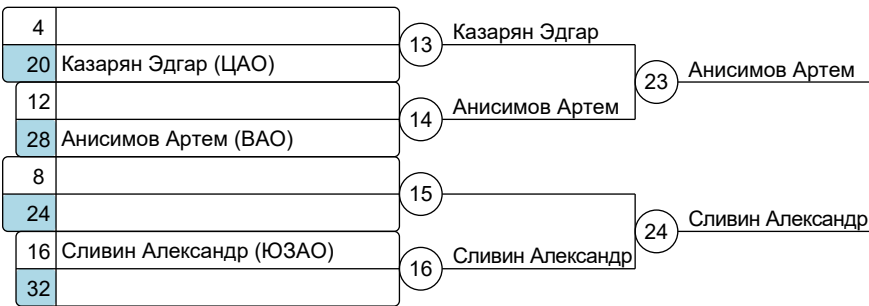 4
13
Казарян Эдгар
20 Казарян Эдгар (ЦАО)
23
Анисимов Артем
12
14
Анисимов Артем
28 Анисимов Артем (ВАО)
8
15
24
24
Сливин Александр
16 Сливин Александр (ЮЗАО)
16
Сливин Александр
32